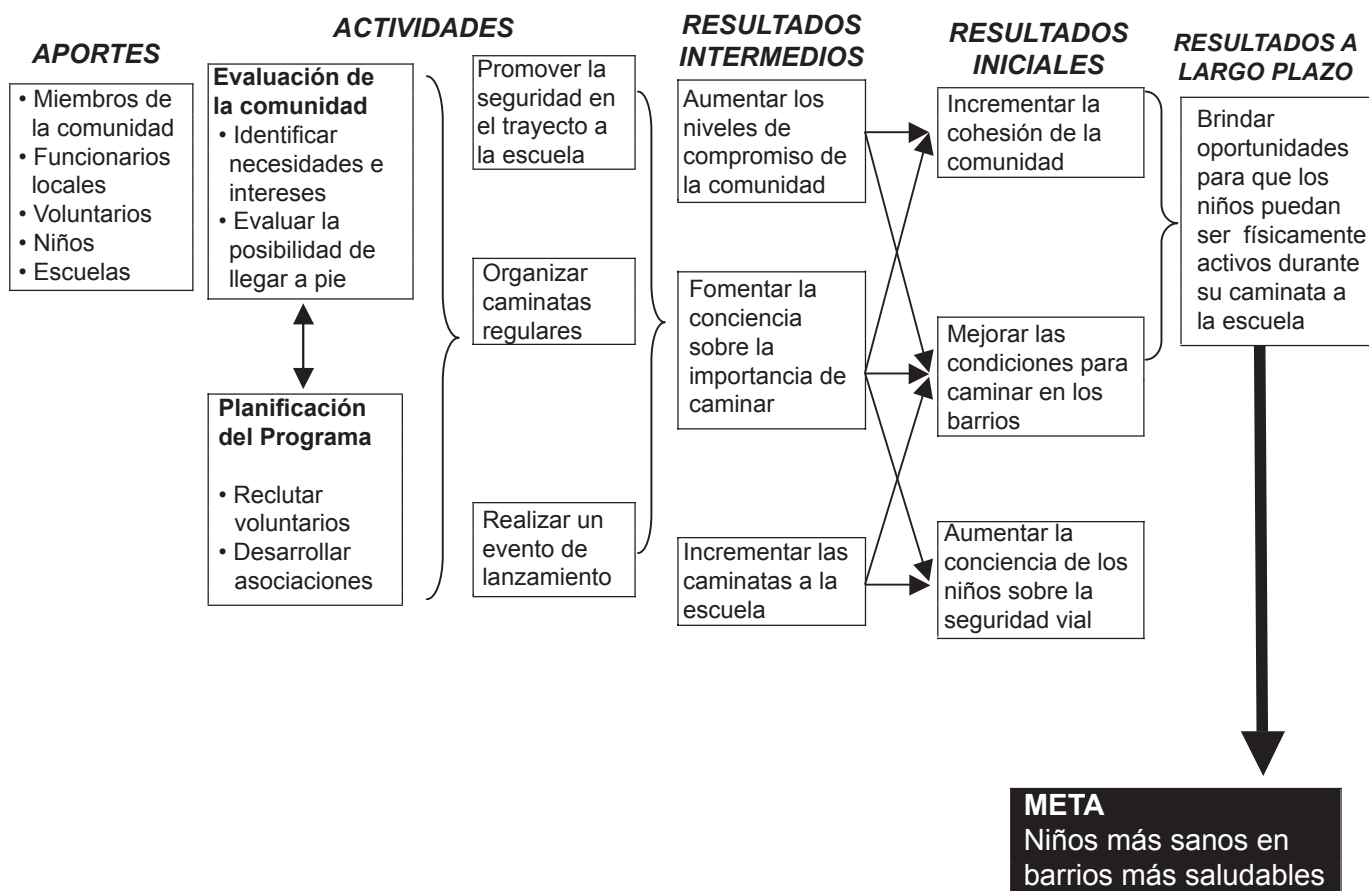 APORTES
• Miembros de
la comunidad
• Funcionarios
locales
• Voluntarios
• Niños
• Escuelas
ACTIVIDADES
Evaluación de
la comunidad
• Identificar
necesidades e
intereses
• Evaluar la
posibilidad de
llegar a pie
Planificación
del Programa
• Reclutar
voluntarios
• Desarrollar
asociaciones
Promover la
seguridad en
el trayecto a
la escuela
Organizar
caminatas
regulares
Realizar un
evento de
lanzamiento
RESULTADOS
INTERMEDIOS
Aumentar los
niveles de
compromiso de
la comunidad
Fomentar la
conciencia
sobre la
importancia de
caminar
Incrementar las
caminatas a la
escuela
RESULTADOS
INICIALES
Incrementar la
cohesión de la
comunidad
Mejorar las
condiciones para
caminar en los
barrios
Aumentar la
conciencia de los
niños sobre la
seguridad vial
RESULTADOS A
LARGO PLAZO
Brindar
oportunidades
para que los
niños puedan
ser físicamente
activos durante
su caminata a
la escuela
META
Niños más sanos en
barrios más saludables